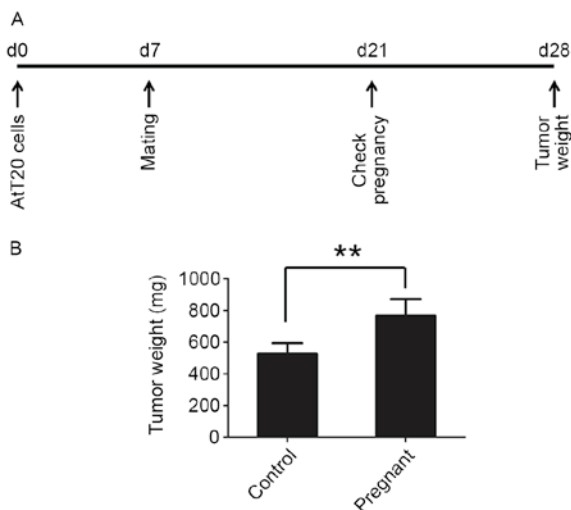 A
d0 d7 d21 d28
AtT20 cells
Mating
Check
pregnancy
Tumor
weight
B
**
Tumor weight (mg)
1000
800
600
400
200
0
Control
Pregnant